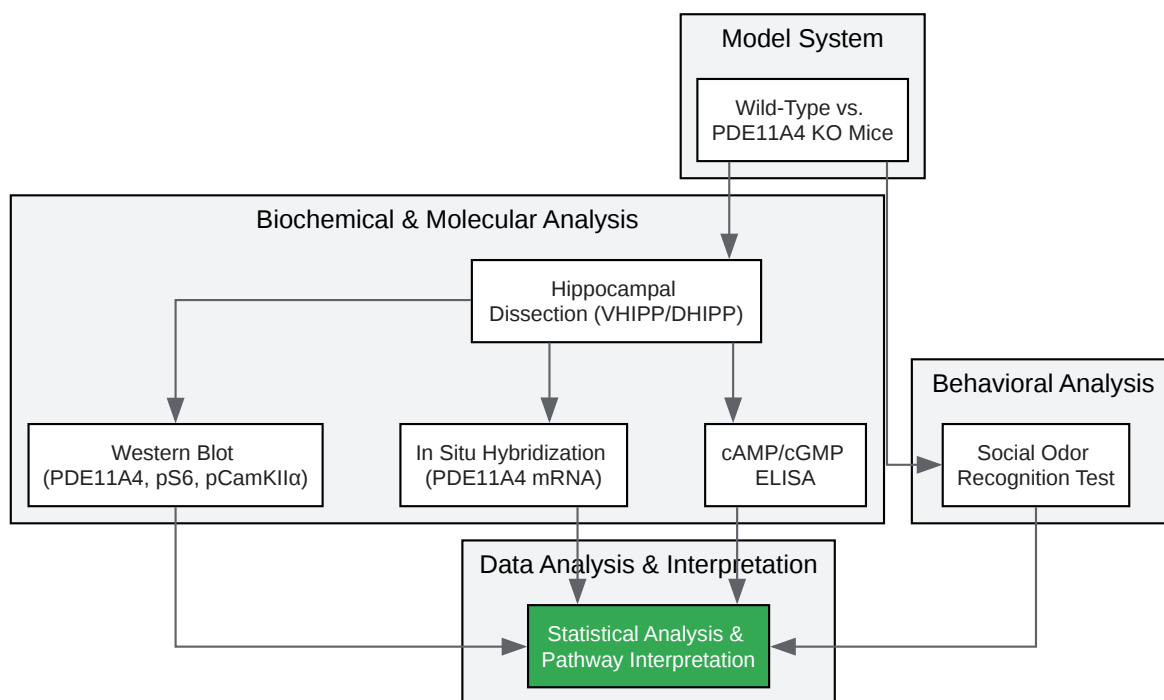 Model System
Wild-Type vs.
PDE11A4 KO Mice
Biochemical & Molecular Analysis
Hippocampal
Dissection (VHIPP/DHIPP)
Western Blot
(PDE11A4, pS6, pCamKIIα)
In Situ Hybridization
(PDE11A4 mRNA)
cAMP/cGMP
ELISA
Behavioral Analysis
Social Odor
Recognition Test
Data Analysis & Interpretation
Statistical Analysis &
Pathway Interpretation